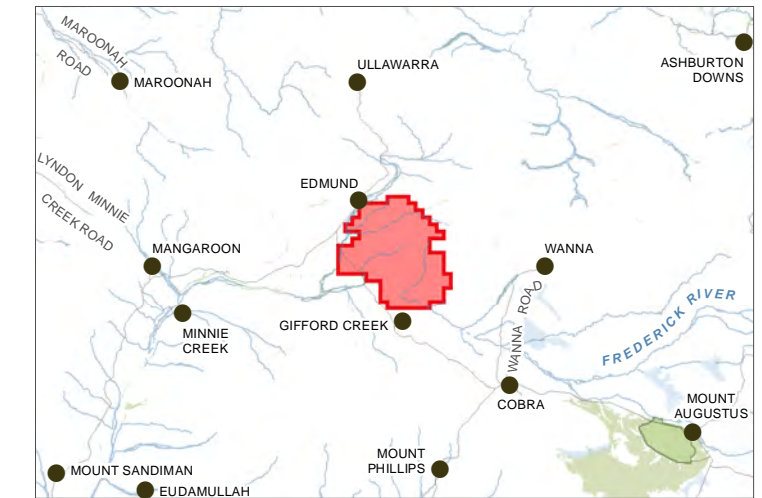 MAROONAH
ROAD
MAROONAH
ULLAWARRA
ASHBURTON
DOWNS
LYNDON MINNIE
CREEK ROAD
EDMUND
MANGAROON
WANNA
WANNA ROAD
FREDERICK RIVER
MINNIE
CREEK
GIFFORD CREEK
COBRA
MOUNT
AUGUSTUS
MOUNT
PHILLIPS
MOUNT SANDIMAN
EUDAMULLAH